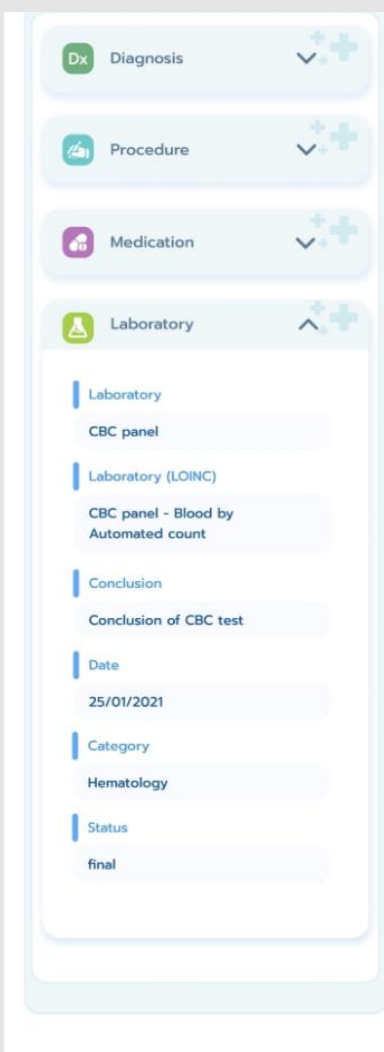 Dx
Diagnosis
Procedure
Medication
Laboratory
Laboratory
CBC panel
Laboratory (LOINC)
CBC panel - Blood by
Automated count
Conclusion
Conclusion of CBC test
Date
25/01/2021
Category
Hematology
Status
final